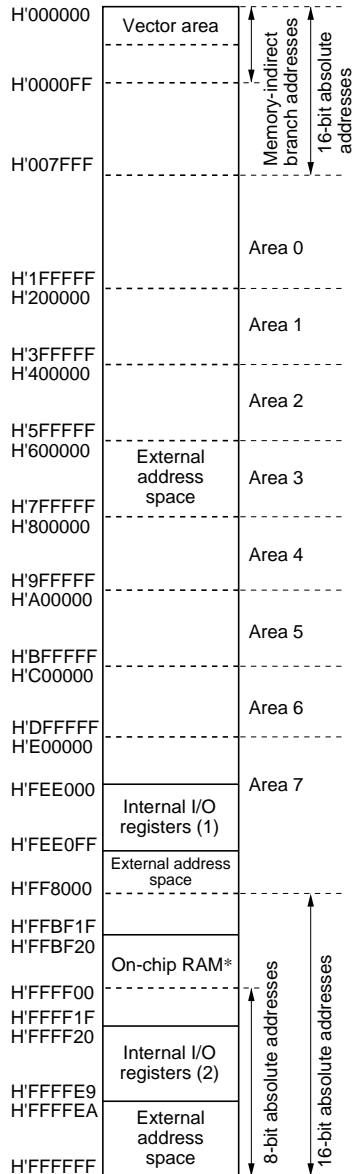 H'000000
Vector area
H'0000FF
Memory-indirect
branch addresses
16-bit absolute
addresses
H'007FFF
Area 0
H'1FFFFF
H'200000
Area 1
H'3FFFFF
H'400000
Area 2
H'5FFFFF
H'600000
External
address
space
Area 3
H'7FFFFF
H'800000
Area 4
H'9FFFFF
H'A00000
Area 5
H'BFFFFF
H'C00000
Area 6
H'DFFFFF
H'E00000
Area 7
H'FEE000
Internal I/O
registers (1)
H'FEE0FF
External address
space
H'FF8000
H'FFBF1F
H'FFBF20
On-chip RAM*
H'FFFF00
H'FFFF1F
H'FFFF20
Internal I/O
registers (2)
H'FFFFE9
H'FFFFEA
External
address
space
H'FFFFFF
8-bit absolute addresses
16-bit absolute addresses